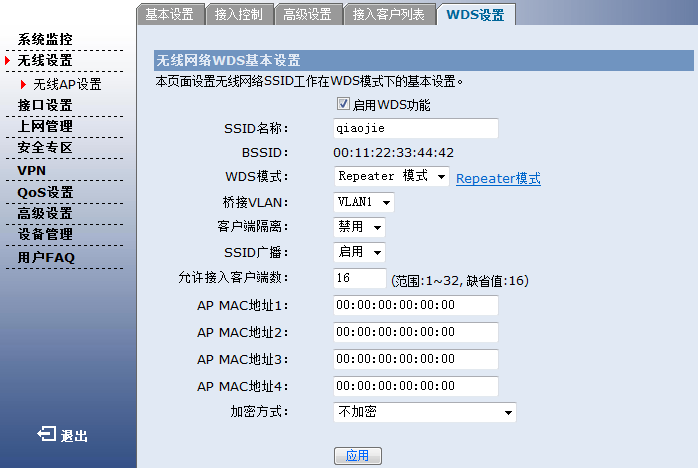 基本设置 接入控制 高级设置 接入客户列表 WDS设置
系统监控
无线设置
无线AP设置
接口设置
上网管理
安全专区
VPN
QoS设置
高级设置
设备管理
用户FAQ
退出
无线网络WDS基本设置
本页面设置无线网络SSID工作在WDS模式下的基本设置。
启用WDS功能
SSID名称: qiaojie
BSSID: 00:11:22:33:44:42
WDS模式: Repeater 模式 Repeater模式
桥接VLAN: VLAN1
客户端隔离: 禁用
SSID广播: 启用
允许接入客户端数: 16 (范围:1~32, 缺省值:16)
AP MAC地址1: 00:00:00:00:00:00
AP MAC地址2: 00:00:00:00:00:00
AP MAC地址3: 00:00:00:00:00:00
AP MAC地址4: 00:00:00:00:00:00
加密方式: 不加密
应用